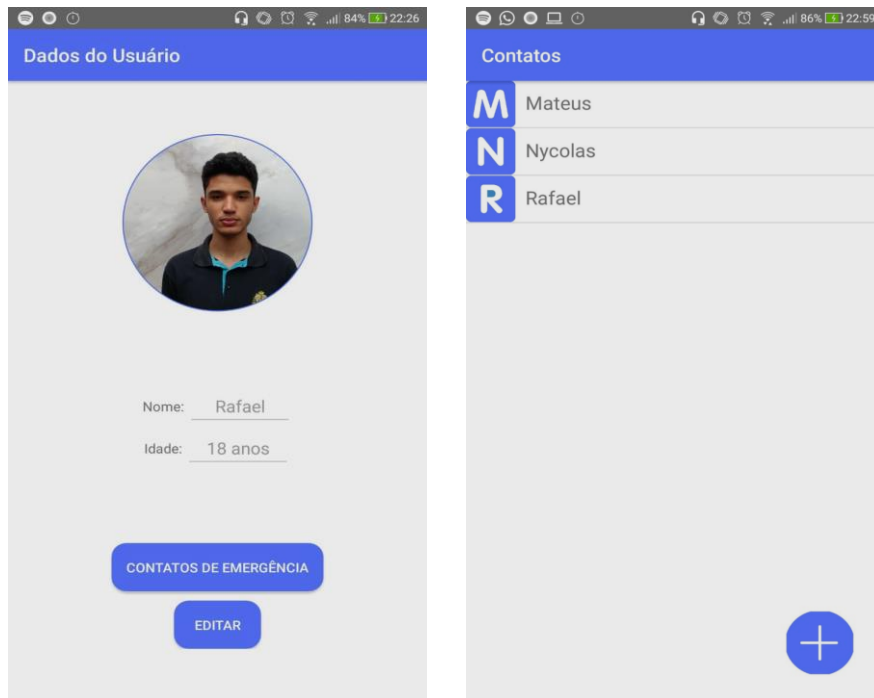 84% 22:26
Dados do Usuário
Nome: Rafael
Idade: 18 anos
CONTATOS DE EMERGÊNCIA
EDITAR
86% 22:59
Contatos
M Mateus
N Nycolas
R Rafael